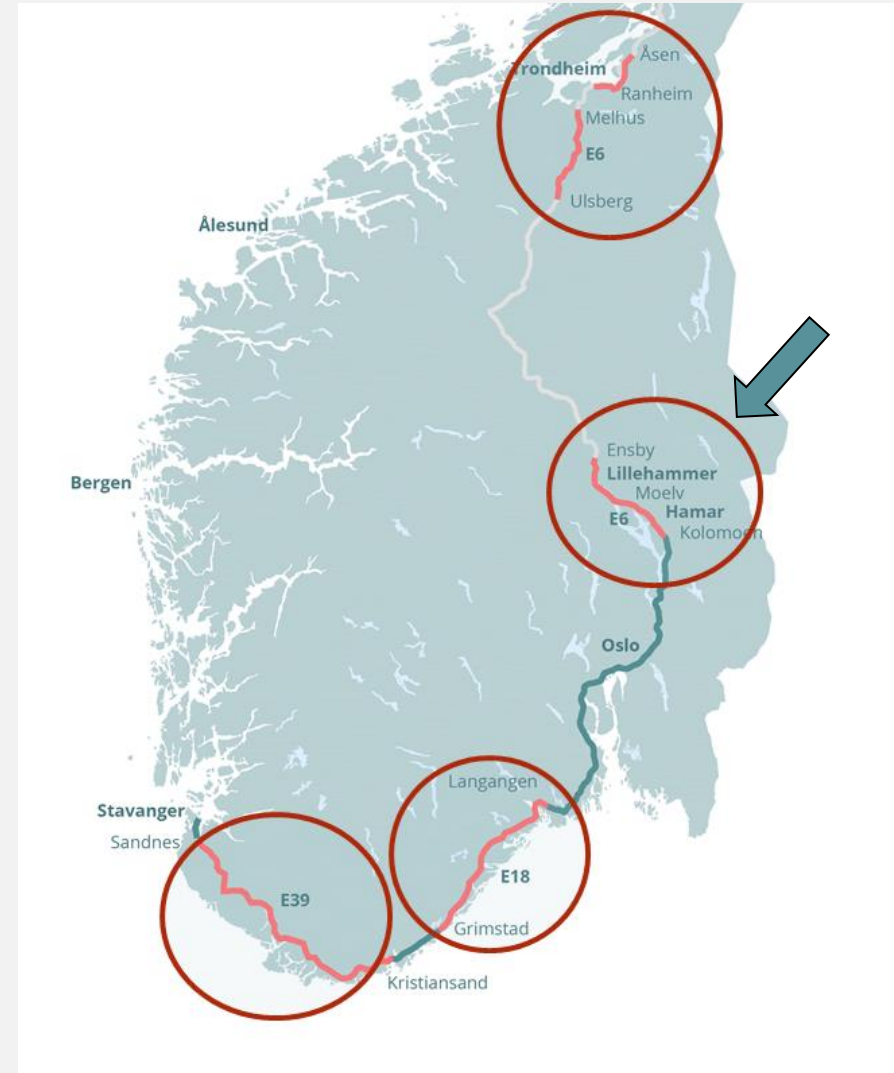 Åsen
Trondheim
Ranheim
Melhus
E6
Ulsberg
Ålesund
Ensby
Lillehammer
Moelv
Bergen
Hamar
E6
Kolomoen
Oslo
Langangen
Stavanger
Sandnes
E18
E39
Grimstad
Kristiansand